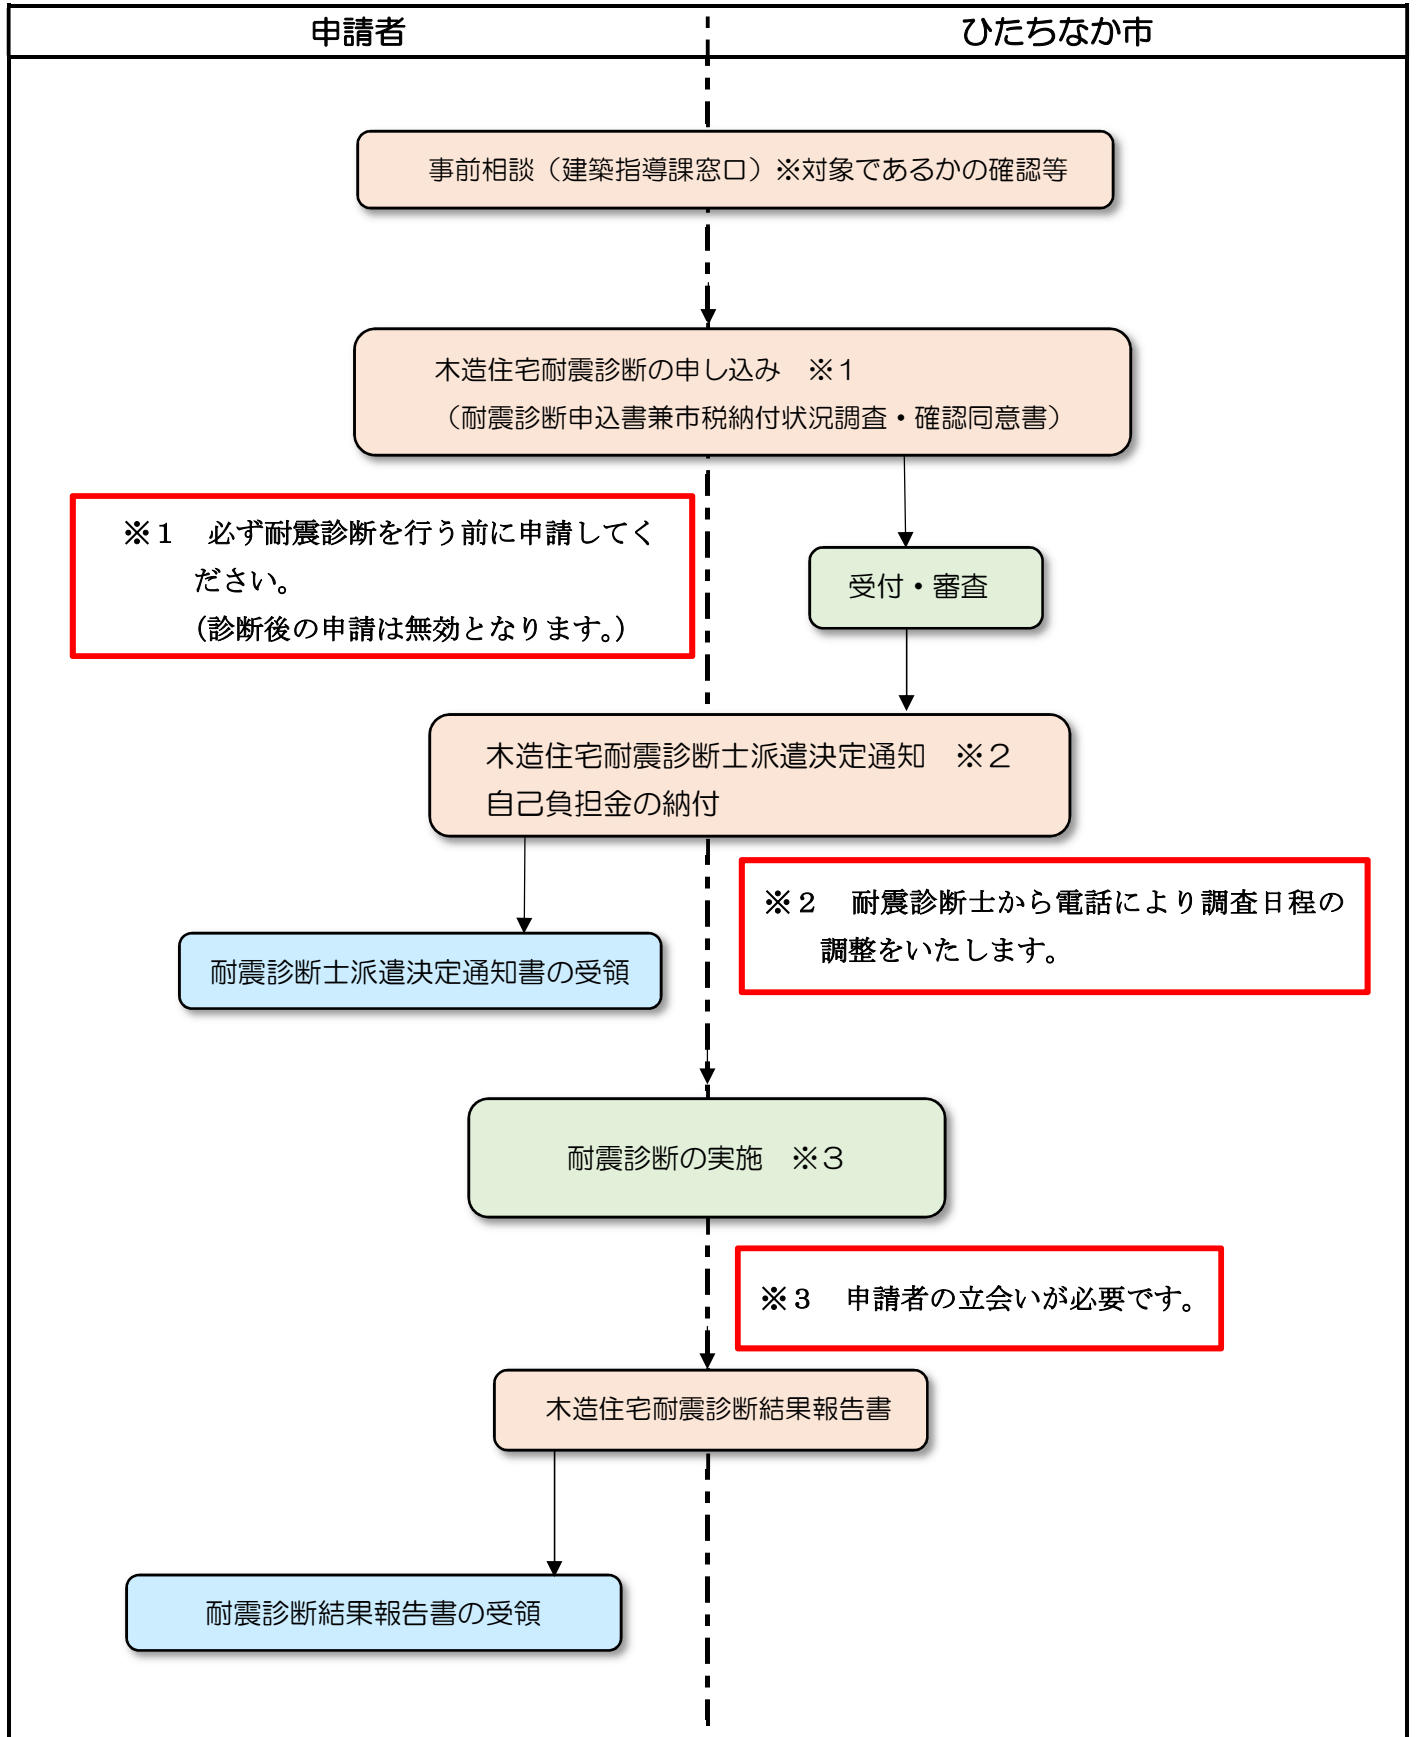 申請者
ひたちなか市
事前相談（建築指導課窓口）※対象であるかの確認等
木造住宅耐震診断の申し込み　※１
（耐震診断申込書兼市税納付状況調査・確認同意書）
※１　必ず耐震診断を行う前に申請してく
ださい。
（診断後の申請は無効となります。）
受付・審査
木造住宅耐震診断士派遣決定通知　※２
自己負担金の納付
※２　耐震診断士から電話により調査日程の
調整をいたします。
耐震診断士派遣決定通知書の受領
耐震診断の実施　※３
※３　申請者の立会いが必要です。
木造住宅耐震診断結果報告書
耐震診断結果報告書の受領